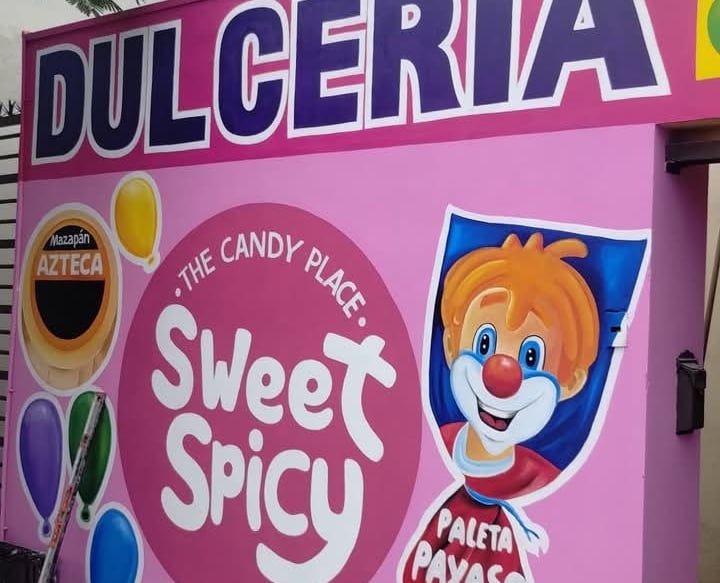 DULCERIA
Mazapán
AZTECA
·THE CANDY PLACE·
Sweet
Spicy
PALETA
PAYASO